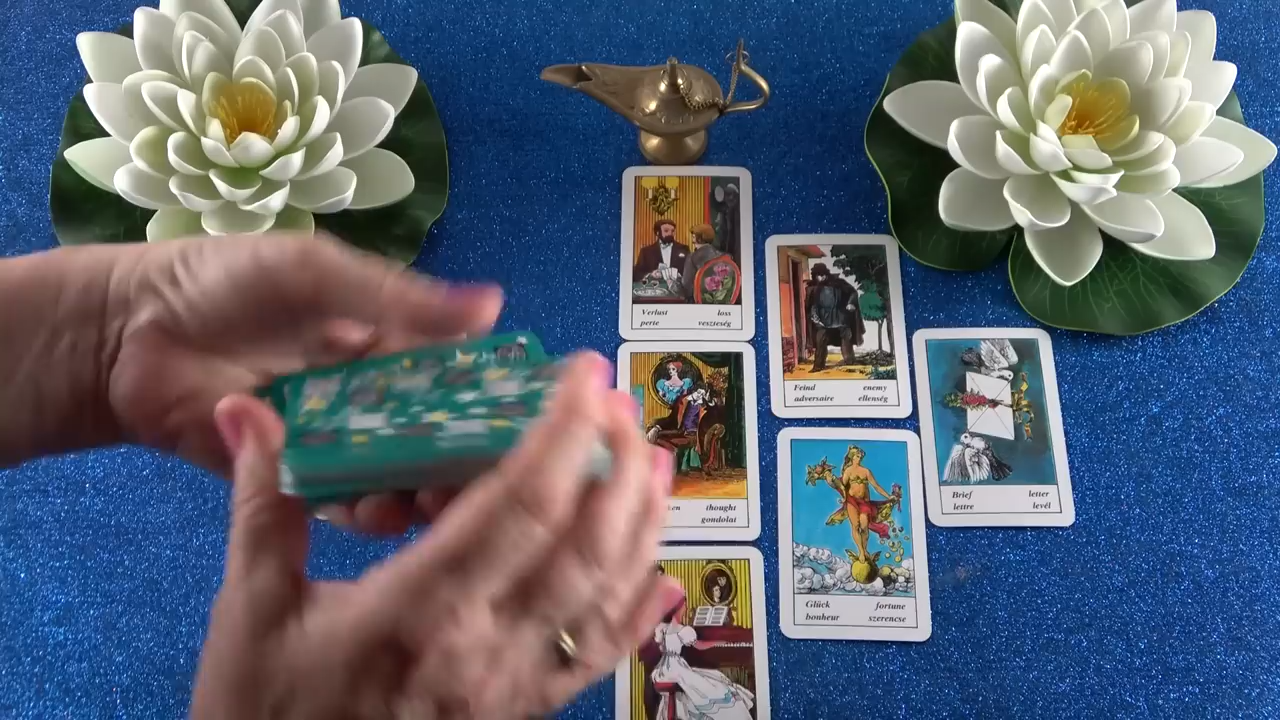 Verlust loss
perte veszteség
Feind enemy
adversaire ellenség
Brief letter
lettre levél
thought
gondolat
Glück fortune
bonheur szerencse